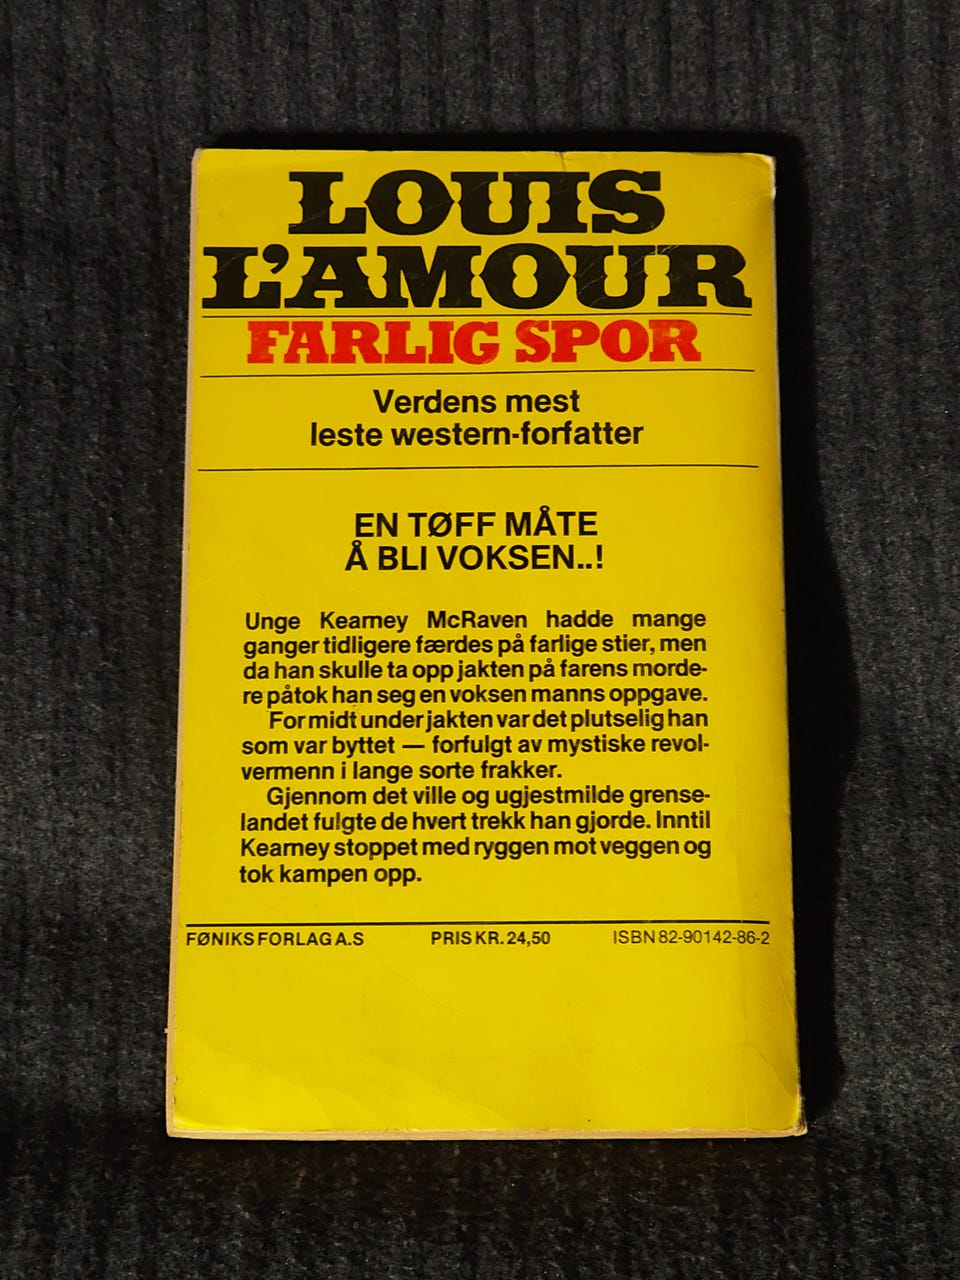 LOUIS
L'AMOUR
FARLIG SPOR
Verdens mest
leste western-forfatter
EN TØFF MÅTE
Å BLI VOKSEN..!
Unge Kearney McRaven hadde mange
ganger tidligere færdes på farlige stier, men
da han skulle ta opp jakten på farens morde-
re påtok han seg en voksen manns oppgave.
For midt under jakten var det plutselig han
som var byttet — forfulgt av mystiske revol-
vermenn i lange sorte frakker.
Gjennom det ville og ugjestmilde grense-
landet fulgte de hvert trekk han gjorde. Inntil
Kearney stoppet med ryggen mot veggen og
tok kampen opp.
FØNIKS FORLAG A.S PRIS KR. 24,50 ISBN 82-90142-86-2